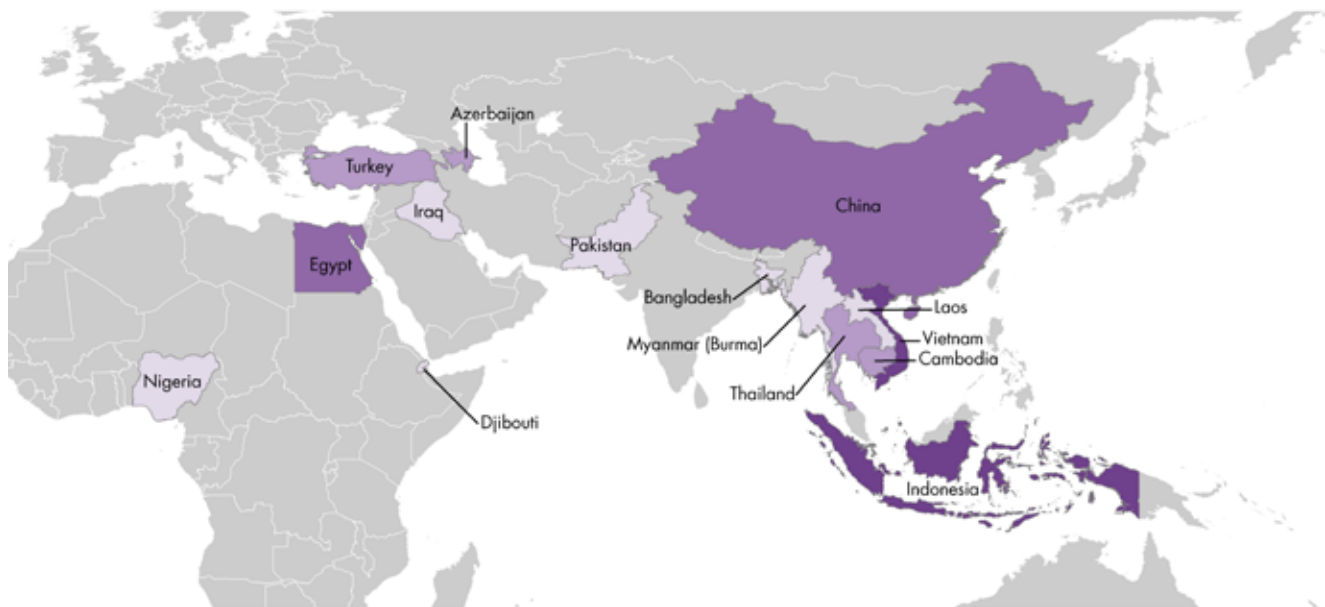 Azerbaijan
Turkey
China
Iraq
Pakistan
Egypt
Bangladesh
Laos
Vietnam
Myanmar (Burma)
Cambodia
Nigeria
Thailand
Djibouti
Indonesia